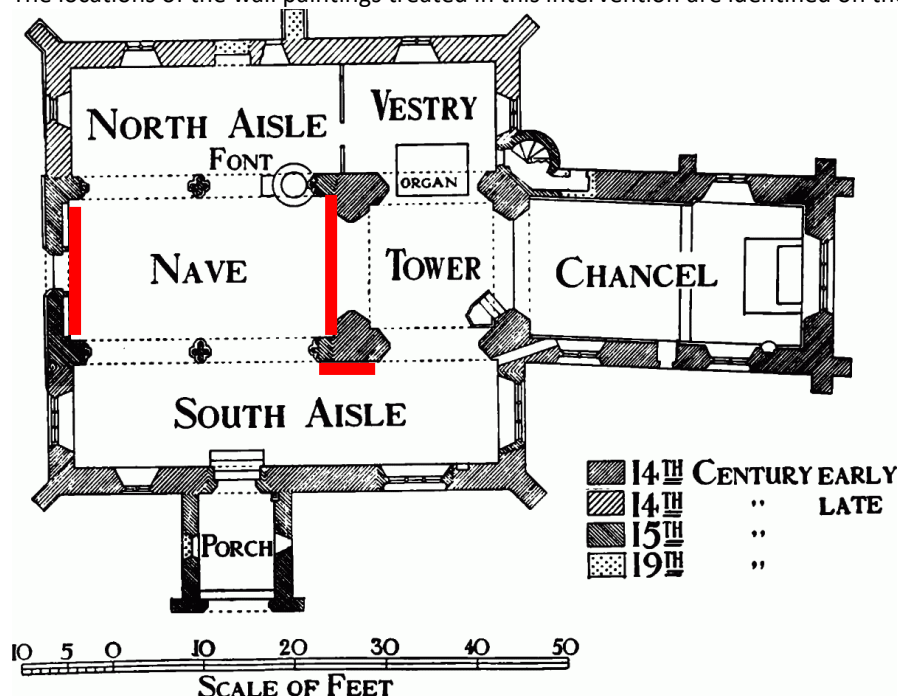 The locations of the wall paintings treated in this intervention are identified on th
NORTH AISLE
VESTRY
FONT
ORGAN
NAVE
TOWER
CHANCEL
SOUTH AISLE
PORCH
14TH CENTURY EARLY
14TH " LATE
15TH "
19TH "
10 5 0 10 20 30 40 50
SCALE OF FEET